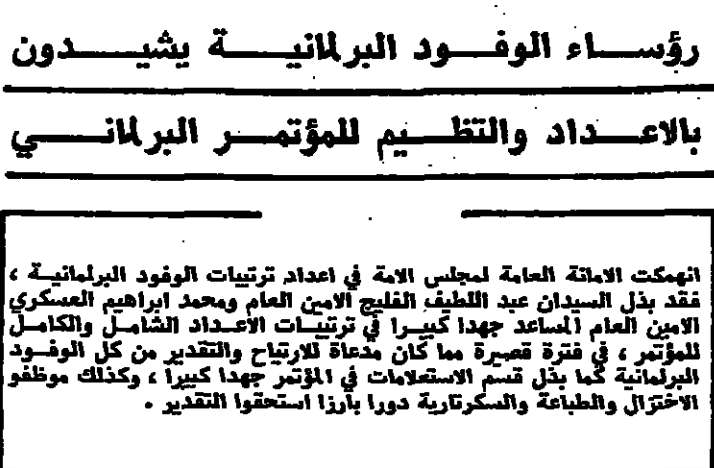 رؤساء الوفود البرلمانية يشيدون
بالاعداد والتظيم للمؤتمر البرلماني
انهمكت الامانة العامة لمجلس الامة في اعداد ترتيبات الوفود البرلمانية ،
فقد بذل السيدان عبد اللطيف الفليج الامين العام ومحمد ابراهيم العسكري
الامين العام المساعد جهدا كبيرا في ترتيبات الاعداد الشامل والكامل
للمؤتمر ، في فترة قصيرة مما كان مدعاة للارتياح والتقدير من كل الوفود
البرلمانية كما بذل قسم الاستعلامات في المؤتمر جهدا كبيرا ، وكذلك موظفو
الاختزال والطباعة والسكرتارية دورا بارزا استحقوا التقدير .